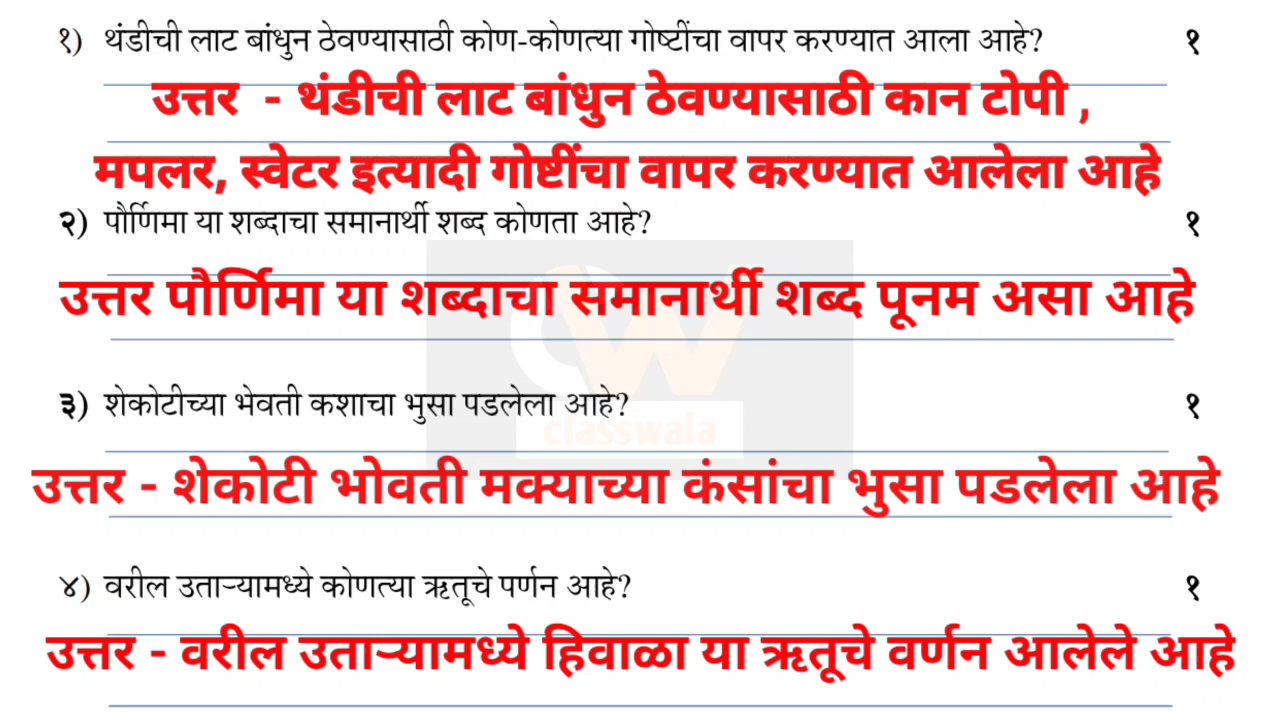 १) थंडीची लाट बांधुन ठेवण्यासाठी कोण-कोणत्या गोष्टींचा वापर करण्यात आला आहे? १
उत्तर - थंडीची लाट बांधुन ठेवण्यासाठी कान टोपी ,
मपलर, स्वेटर इत्यादी गोष्टींचा वापर करण्यात आलेला आहे
२) पौर्णिमा या शब्दाचा समानार्थी शब्द कोणता आहे? १
उत्तर पौर्णिमा या शब्दाचा समानार्थी शब्द पूनम असा आहे
३) शेकोटीच्या भेवती कशाचा भुसा पडलेला आहे? १
classwala
उत्तर - शेकोटी भोवती मक्याच्या कंसांचा भुसा पडलेला आहे
४) वरील उताऱ्यामध्ये कोणत्या ऋतूचे पर्णन आहे? १
उत्तर - वरील उताऱ्यामध्ये हिवाळा या ऋतूचे वर्णन आलेले आहे